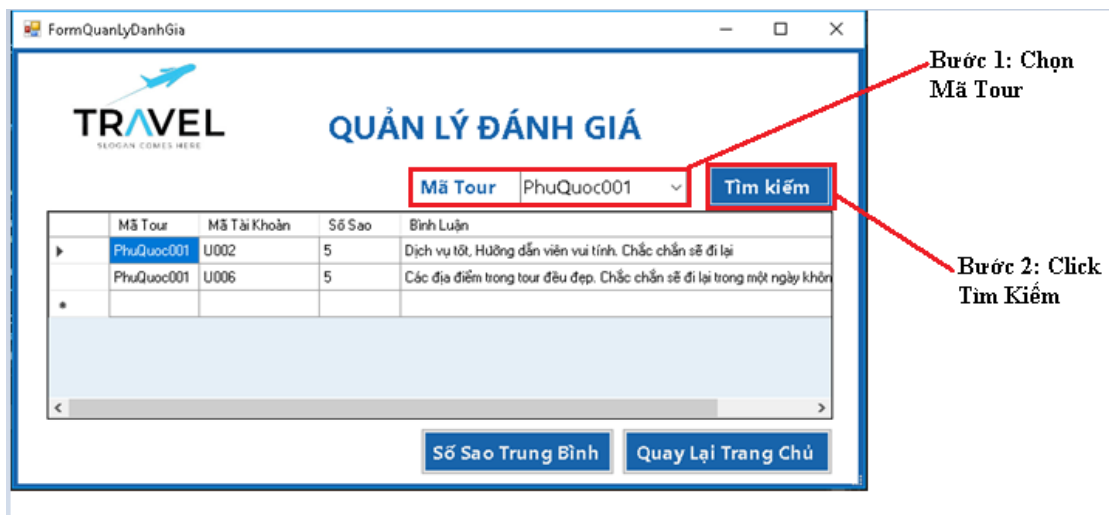 FormQuanLyDanhGia
Bước 1: Chọn
Mã Tour
TRAVEL
SLOGAN COMES HERE
QUẢN LÝ ĐÁNH GIÁ
Mã Tour PhuQuoc001 Tìm kiếm
Mã Tour Mã Tài Khoản Số Sao Bình Luận
PhuQuoc001 U002 5 Dịch vụ tốt, Hướng dẫn viên vui tính. Chắc chắn sẽ đi lại
PhuQuoc001 U006 5 Các địa điểm trong tour đều đẹp. Chắc chắn sẽ đi lại trong một ngày khôn
Bước 2: Click
Tìm Kiếm
Số Sao Trung Bình Quay Lại Trang Chủ